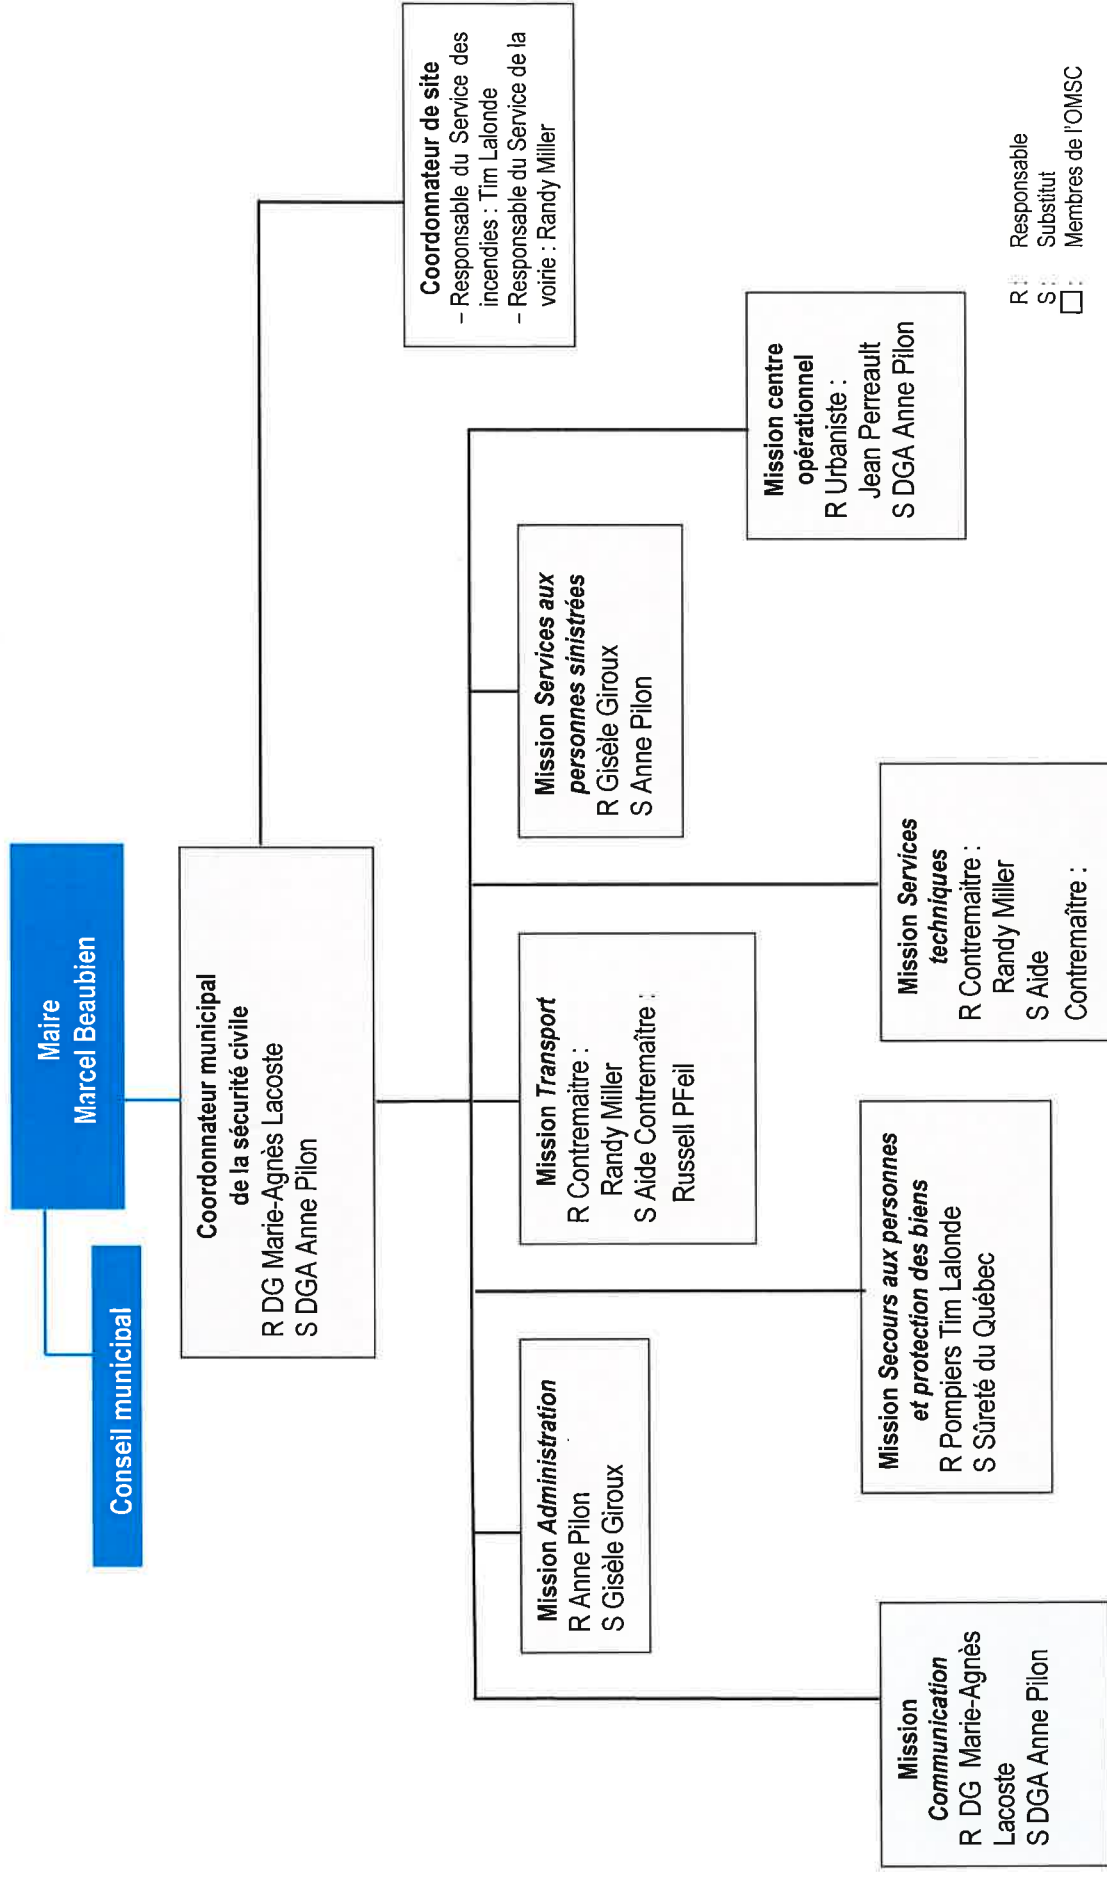 Maire
Marcel Beaubien
Conseil municipal
Coordonnateur municipal
de la sécurité civile
R DG Marie-Agnès Lacoste
S DGA Anne Pilon
Coordonnateur de site
– Responsable du Service des
incendies : Tim Lalonde
– Responsable du Service de la
voirie : Randy Miller
Mission Administration
R Anne Pilon
S Gisèle Giroux
Mission Transport
R Contremaitre :
Randy Miller
S Aide Contremaître :
Russell PFeil
Mission Services aux
personnes sinistrées
R Gisèle Giroux
S Anne Pilon
Mission centre
opérationnel
R Urbaniste :
Jean Perreault
S DGA Anne Pilon
Mission
Communication
R DG Marie-Agnès
Lacoste
S DGA Anne Pilon
Mission Secours aux personnes
et protection des biens
R Pompiers Tim Lalonde
S Sûreté du Québec
Mission Services
techniques
R Contremaitre :
Randy Miller
S Aide
Contremaître :
R : Responsable
S : Substitut
□ : Membres de l'OMSC